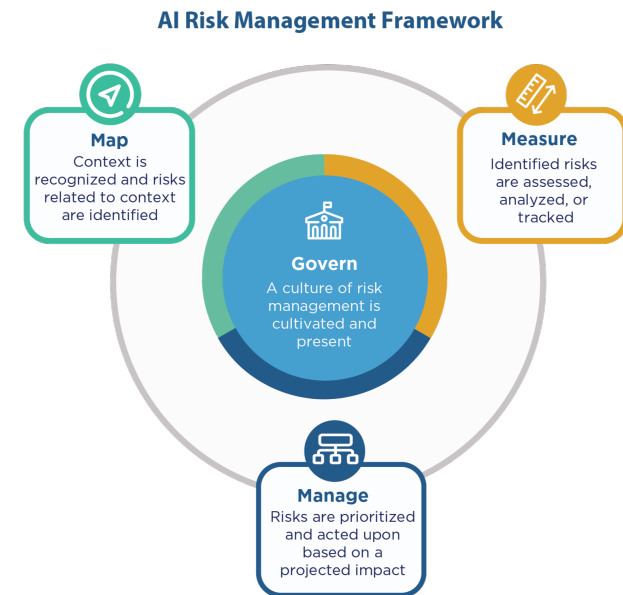 AI Risk Management Framework
Map
Context is
recognized and risks
related to context
are identified
Measure
Identified risks
are assessed,
analyzed, or
tracked
Govern
A culture of risk
management is
cultivated and
present
Manage
Risks are prioritized
and acted upon
based on a
projected impact